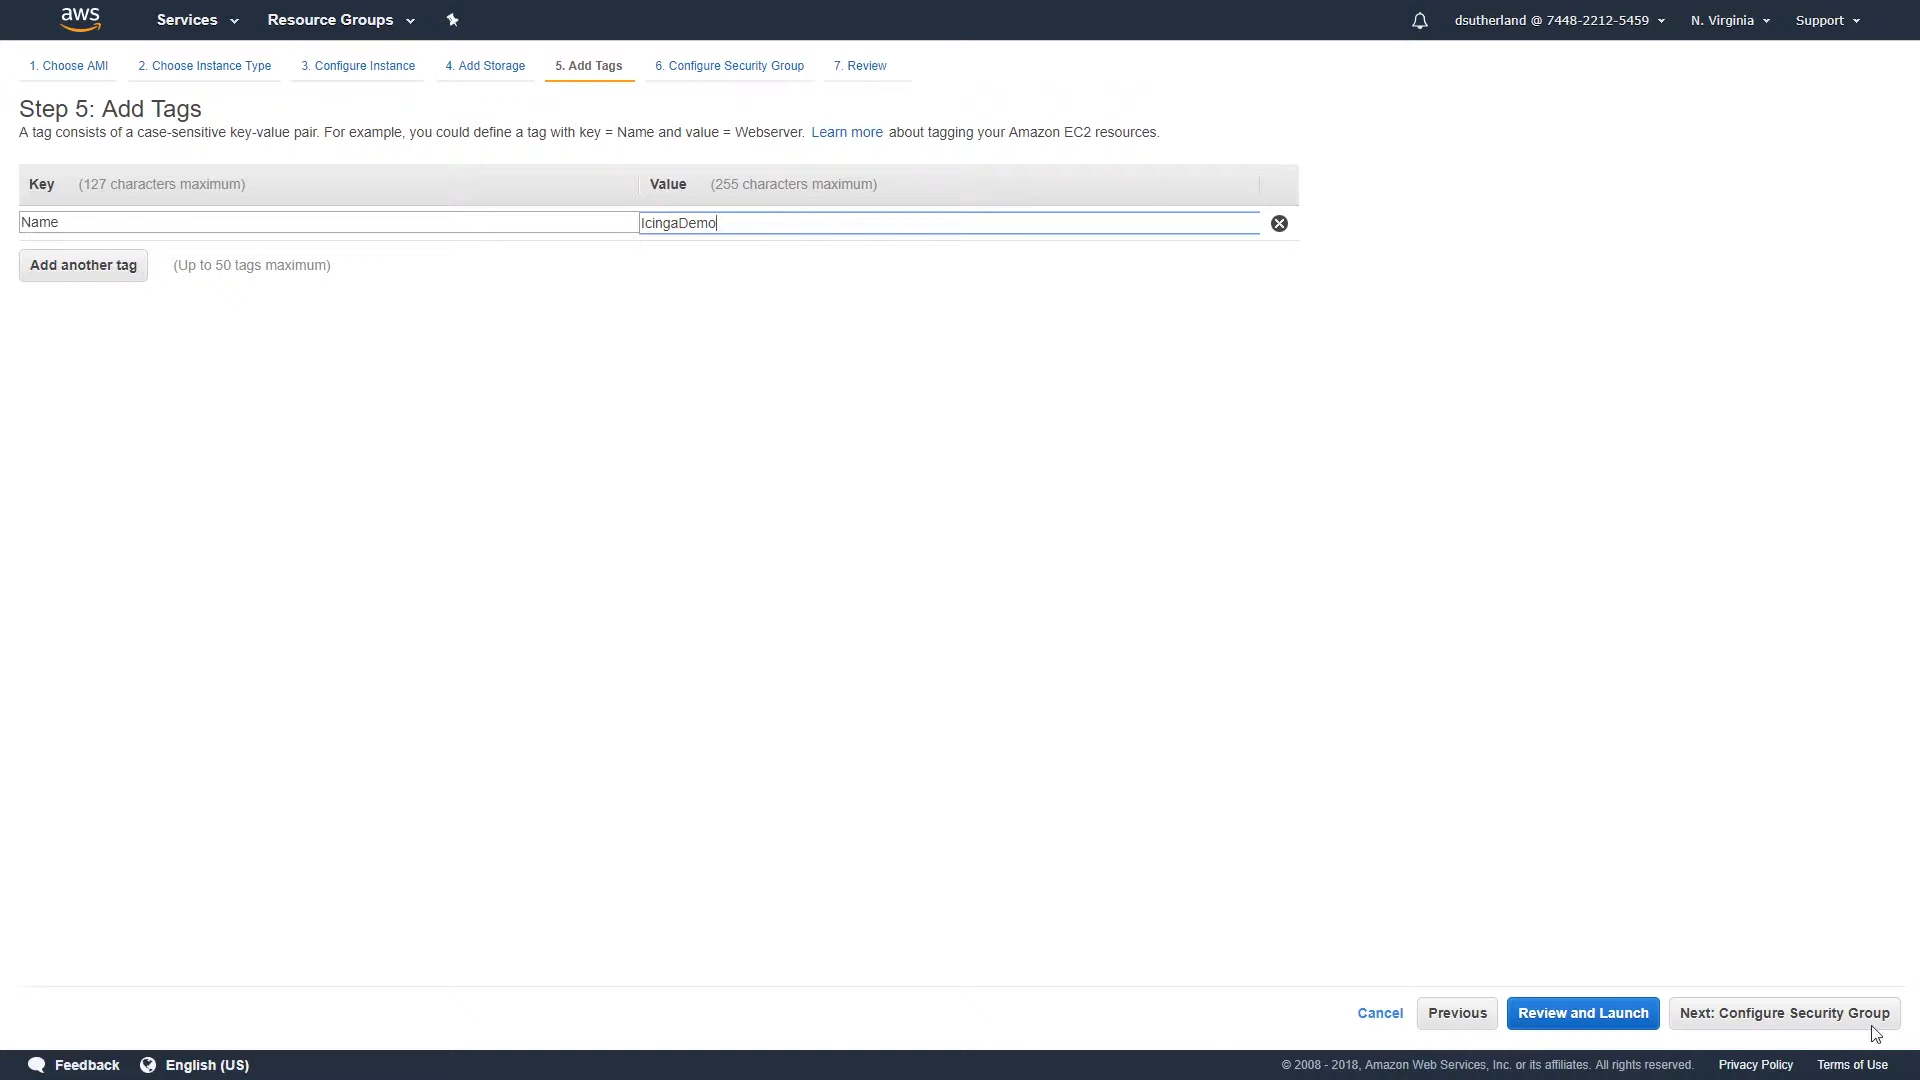 aws Services Resource Groups dsutherland @ 7448-2212-5459 N. Virginia Support
1. Choose AMI 2. Choose Instance Type 3. Configure Instance 4. Add Storage 5. Add Tags 6. Configure Security Group 7. Review
Step 5: Add Tags
A tag consists of a case-sensitive key-value pair. For example, you could define a tag with key = Name and value = Webserver. Learn more about tagging your Amazon EC2 resources.
Key (127 characters maximum) Value (255 characters maximum)
Name IcingaDemo
Add another tag (Up to 50 tags maximum)
Cancel Previous Review and Launch Next: Configure Security Group
Feedback English (US) © 2008 - 2018, Amazon Web Services, Inc. or its affiliates. All rights reserved. Privacy Policy Terms of Use